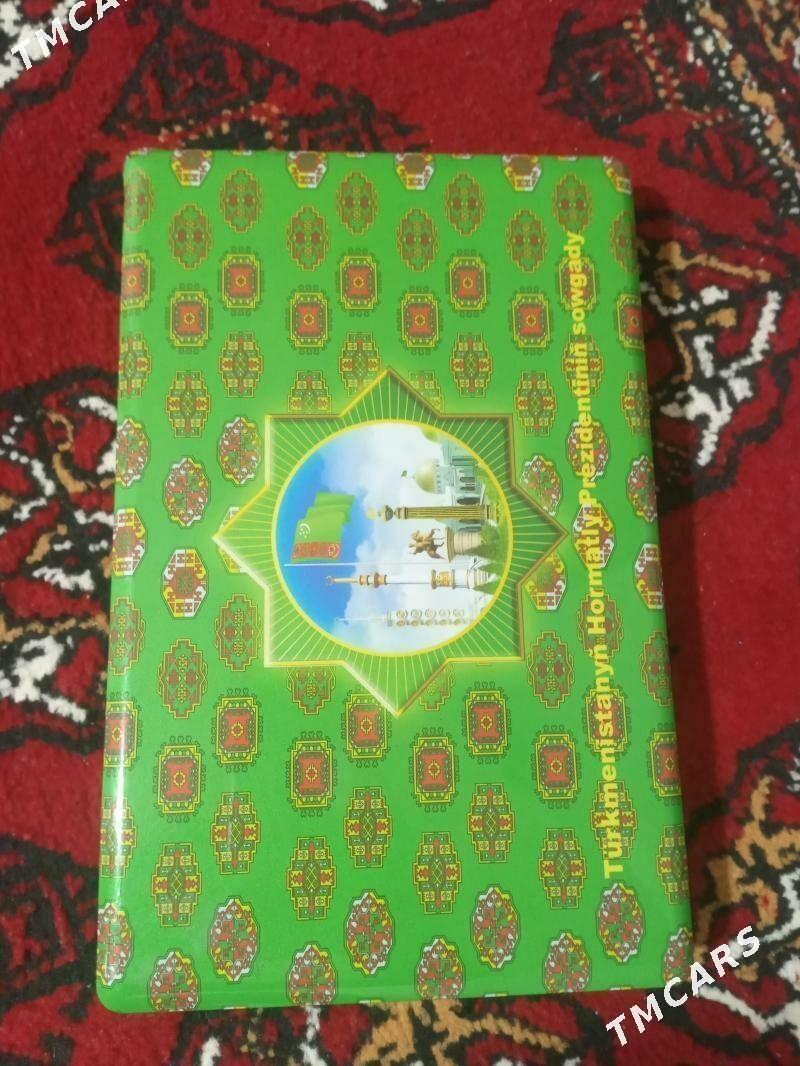 TMCARS
Türkmenistanyň Hormatly Prezidentiniň sowgady
TMCARS